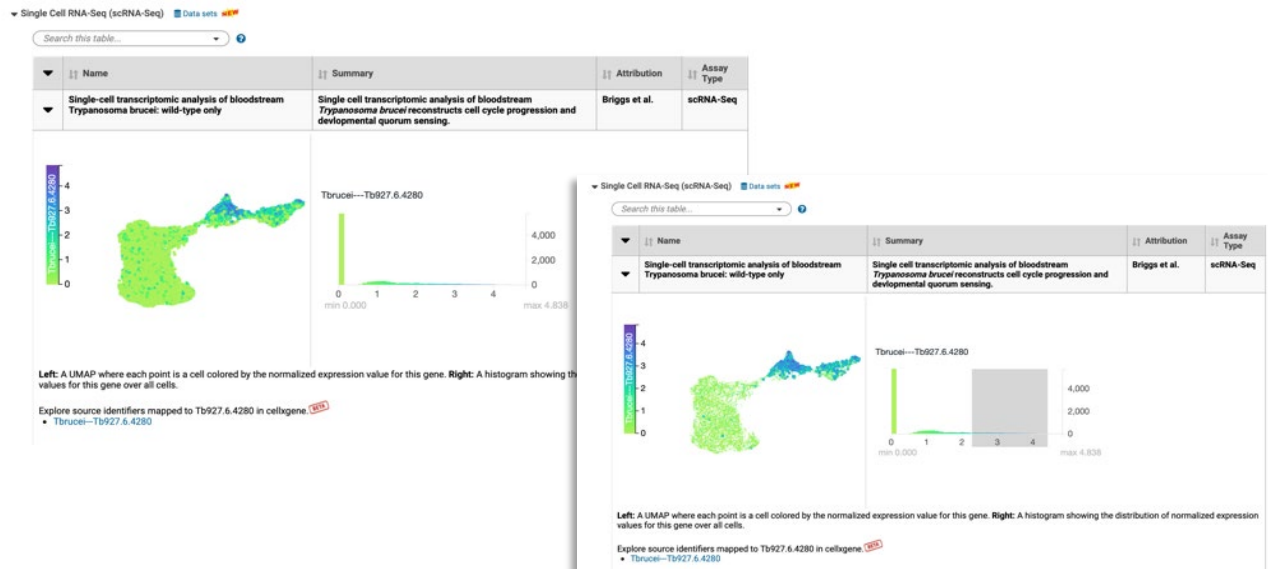 Single Cell RNA-Seq (scRNA-Seq) Data sets NEW
Search this table...
Name Summary Attribution Assay Type
Single-cell transcriptomic analysis of bloodstream
Trypanosoma brucei: wild-type only
Single cell transcriptomic analysis of bloodstream
Trypanosoma brucei reconstructs cell cycle progression and
devlopmental quorum sensing.
Briggs et al.
scRNA-Seq
Tbrucei---Tb927.6.4280
4
3
2
1
0
Tbrucei---Tb927.6.4280
4,000
2,000
0
0 1 2 3 4
min 0.000 max 4.838
Left: A UMAP where each point is a cell colored by the normalized expression value for this gene. Right: A histogram showing th
values for this gene over all cells.
Explore source identifiers mapped to Tb927.6.4280 in cellxgene. BETA
Tbrucei---Tb927.6.4280
Single Cell RNA-Seq (scRNA-Seq) Data sets NEW
Search this table...
Name Summary Attribution Assay Type
Single-cell transcriptomic analysis of bloodstream
Trypanosoma brucei: wild-type only
Single cell transcriptomic analysis of bloodstream
Trypanosoma brucei reconstructs cell cycle progression and
devlopmental quorum sensing.
Briggs et al.
scRNA-Seq
Tbrucei---Tb927.6.4280
4
3
2
1
0
Tbrucei---Tb927.6.4280
4,000
2,000
0
0 1 2 3 4
min 0.000 max 4.838
Left: A UMAP where each point is a cell colored by the normalized expression value for this gene. Right: A histogram showing the distribution of normalized expression
values for this gene over all cells.
Explore source identifiers mapped to Tb927.6.4280 in cellxgene. BETA
Tbrucei---Tb927.6.4280